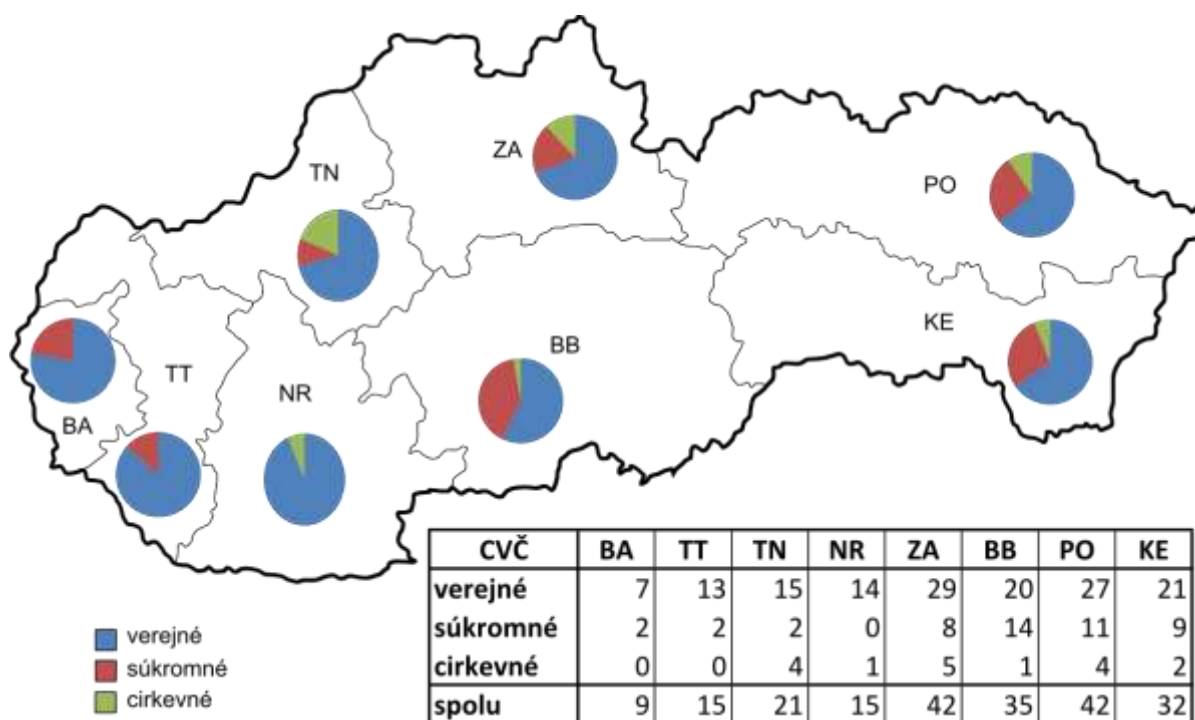 ZA
TN
PO
KE
BB
TT
NR
BA
CVČ BA TT TN NR ZA BB PO KE
verejné 7 13 15 14 29 20 27 21
súkromné 2 2 2 0 8 14 11 9
cirkevné 0 0 4 1 5 1 4 2
spolu 9 15 21 15 42 35 42 32
verejné
súkromné
cirkevné